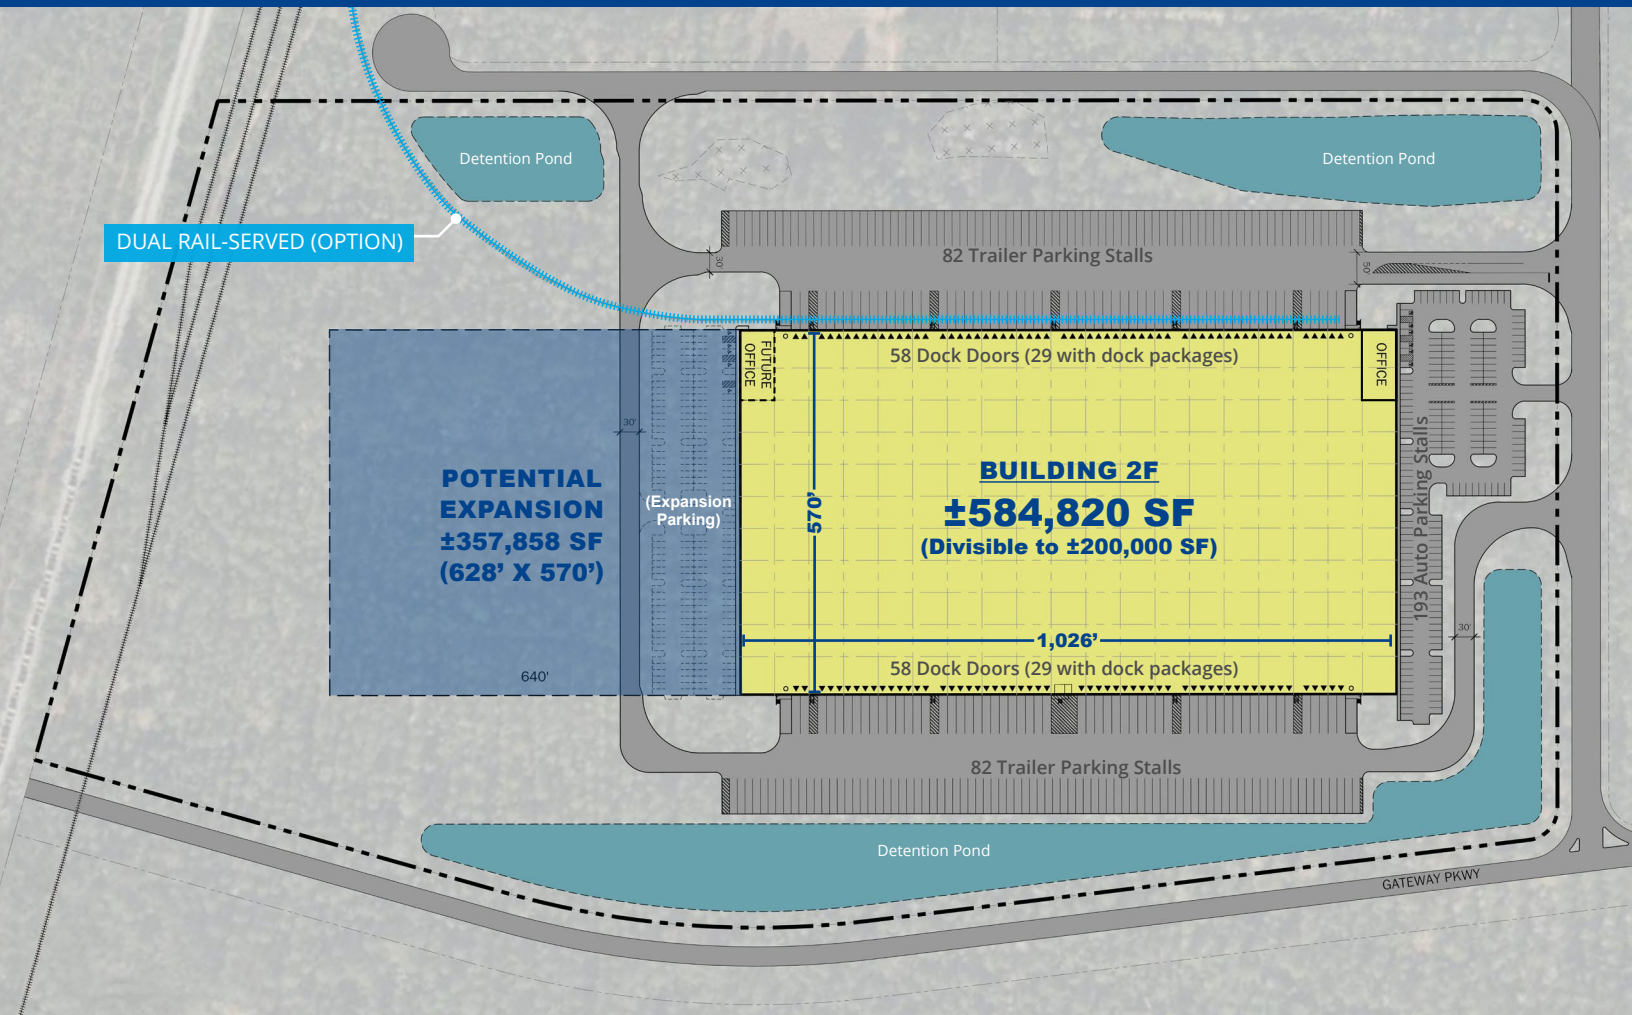 Detention Pond
Detention Pond
DUAL RAIL-SERVED (OPTION)
82 Trailer Parking Stalls
30'
50'
58 Dock Doors (29 with dock packages)
FUTURE
OFFICE
OFFICE
30'
POTENTIAL
EXPANSION
±357,858 SF
(628' X 570')
(Expansion
Parking)
570'
BUILDING 2F
±584,820 SF
(Divisible to ±200,000 SF)
193 Auto Parking Stalls
30'
1,026'
58 Dock Doors (29 with dock packages)
640'
82 Trailer Parking Stalls
Detention Pond
GATEWAY PKWY